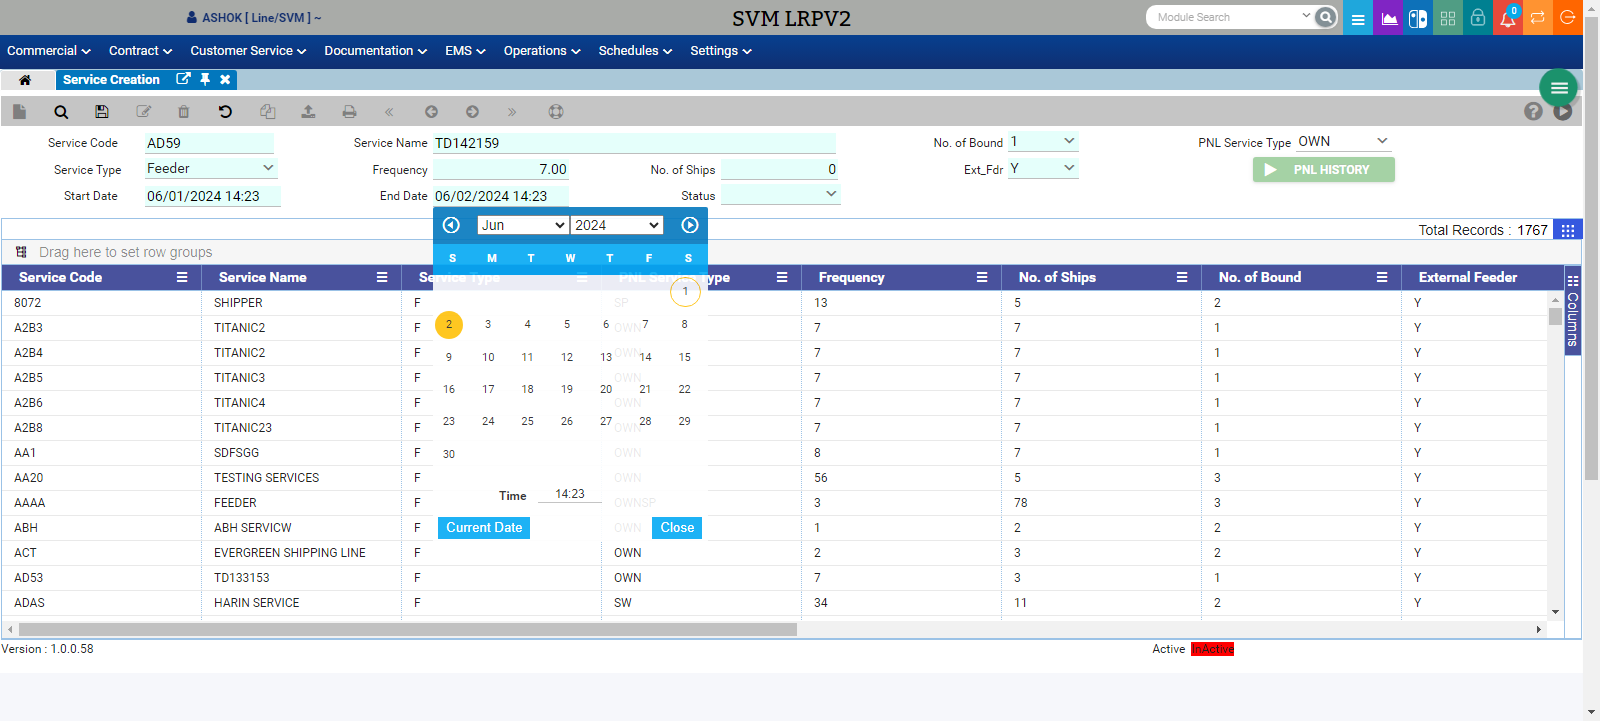 ASHOK [ Line/SVM ] ~
SVM LRPV2
Module Search
0
Commercial
Contract
Customer Service
Documentation
EMS
Operations
Schedules
Settings
Service Creation
Service Code AD59
Service Name TD142159
No. of Bound 1
PNL Service Type OWN
Service Type Feeder
Frequency 7.00
No. of Ships 0
Ext_Fdr Y
PNL HISTORY
Start Date 06/01/2024 14:23
End Date 06/02/2024 14:23
Status
Jun 2024
S M T W T F S
1
2 3 4 5 6 7 8
9 10 11 12 13 14 15
16 17 18 19 20 21 22
23 24 25 26 27 28 29
30
Time 14:23
Current Date Close
Total Records : 1767
Drag here to set row groups
Service Code Service Name Service Type PNL Service Type Frequency No. of Ships No. of Bound External Feeder
Columns
8072 SHIPPER F SP 13 5 2 Y
A2B3 TITANIC2 F OWN 7 7 1 Y
A2B4 TITANIC2 F OWN 7 7 1 Y
A2B5 TITANIC3 F OWN 7 7 1 Y
A2B6 TITANIC4 F OWN 7 7 1 Y
A2B8 TITANIC23 F OWN 7 7 1 Y
AA1 SDFSGG F OWN 8 7 1 Y
AA20 TESTING SERVICES F OWN 56 5 3 Y
AAAA FEEDER F OWNSP 3 78 3 Y
ABH ABH SERVICW F OWN 1 2 2 Y
ACT EVERGREEN SHIPPING LINE F OWN 2 3 2 Y
AD53 TD133153 F OWN 7 3 1 Y
ADAS HARIN SERVICE F SW 34 11 2 Y
Version : 1.0.0.58
Active InActive